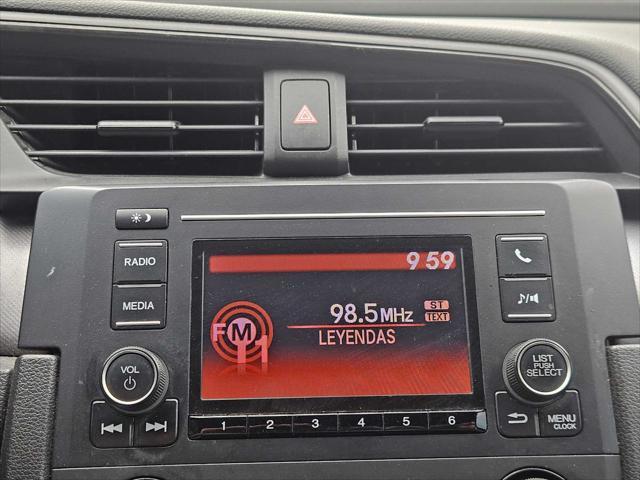 RADIO
MEDIA
VOL
9 59
98.5MHz
ST
TEXT
LEYENDAS
FM
1
1 2 3 4 5 6
LIST
PUSH
SELECT
MENU
CLOCK